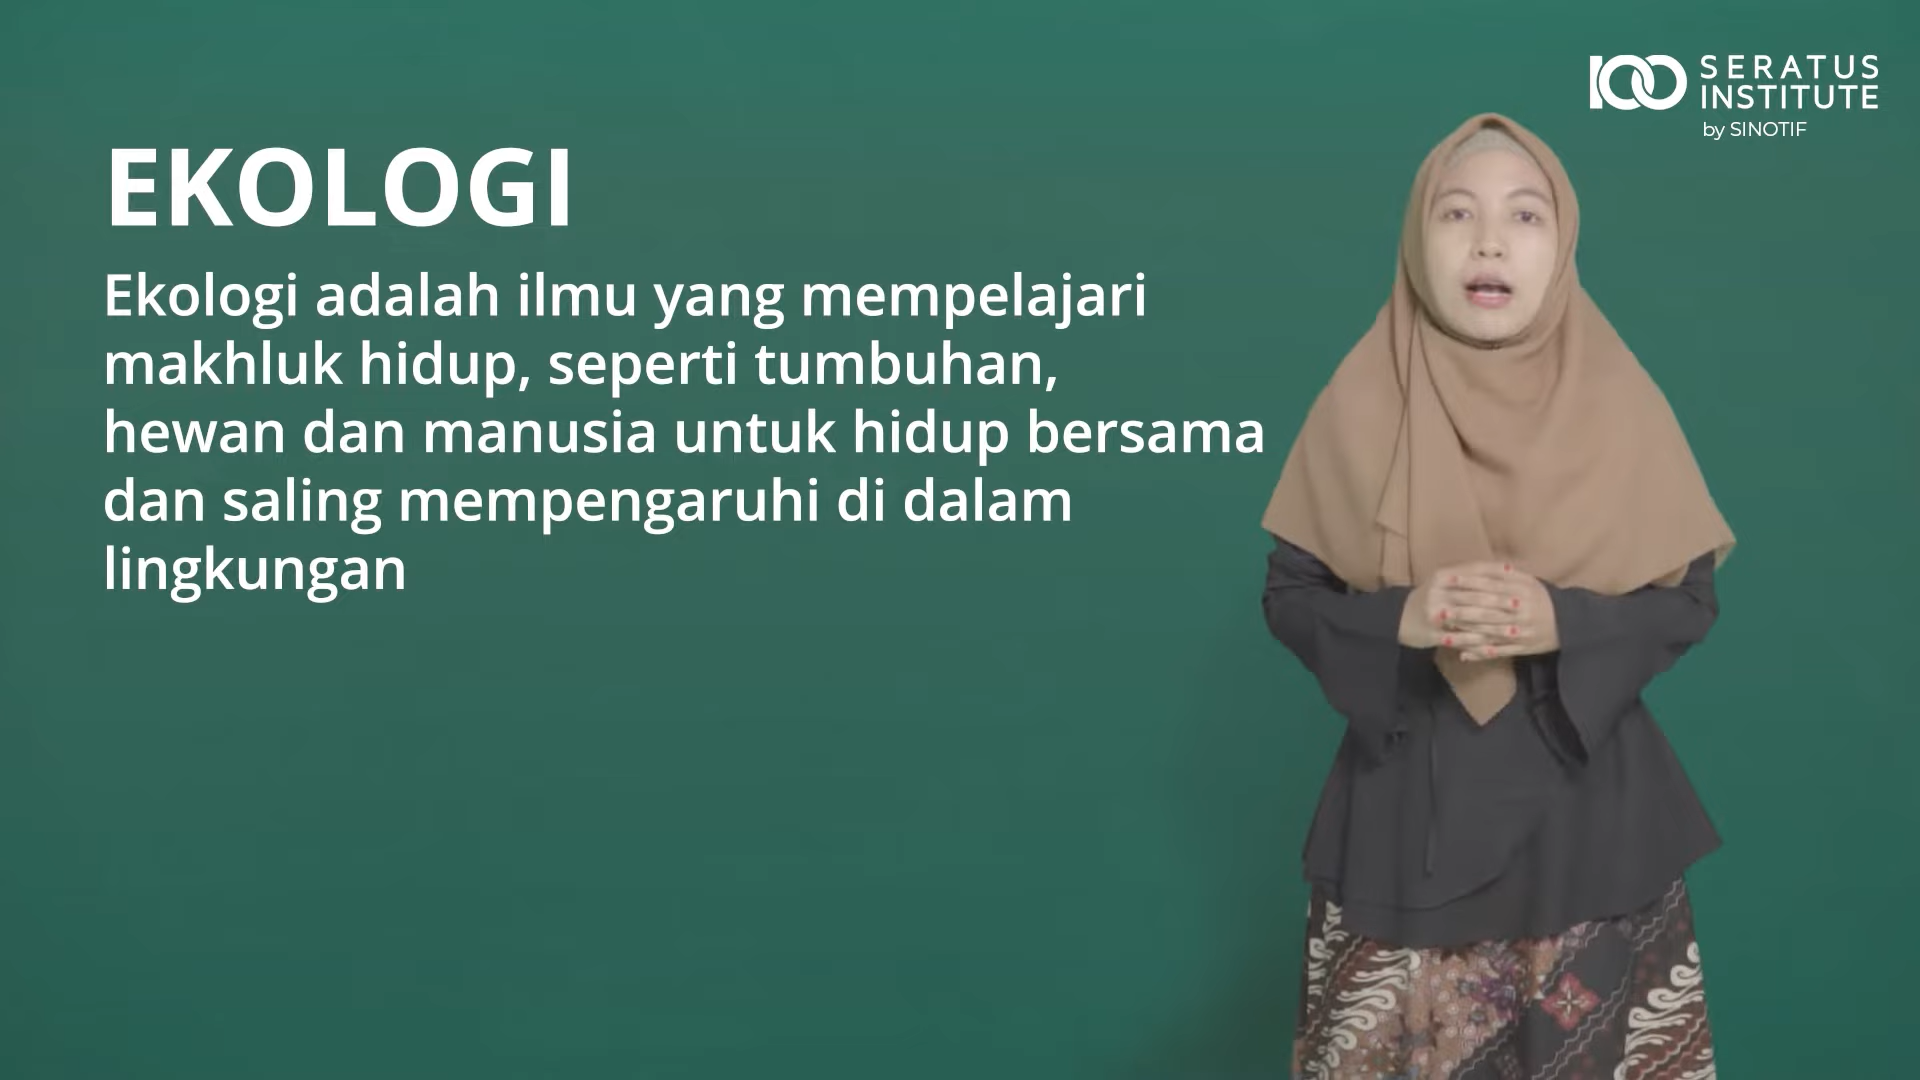 100 SERATUS
INSTITUTE
by SINOTIF
EKOLOGI
Ekologi adalah ilmu yang mempelajari
makhluk hidup, seperti tumbuhan,
hewan dan manusia untuk hidup bersama
dan saling mempengaruhi di dalam
lingkungan